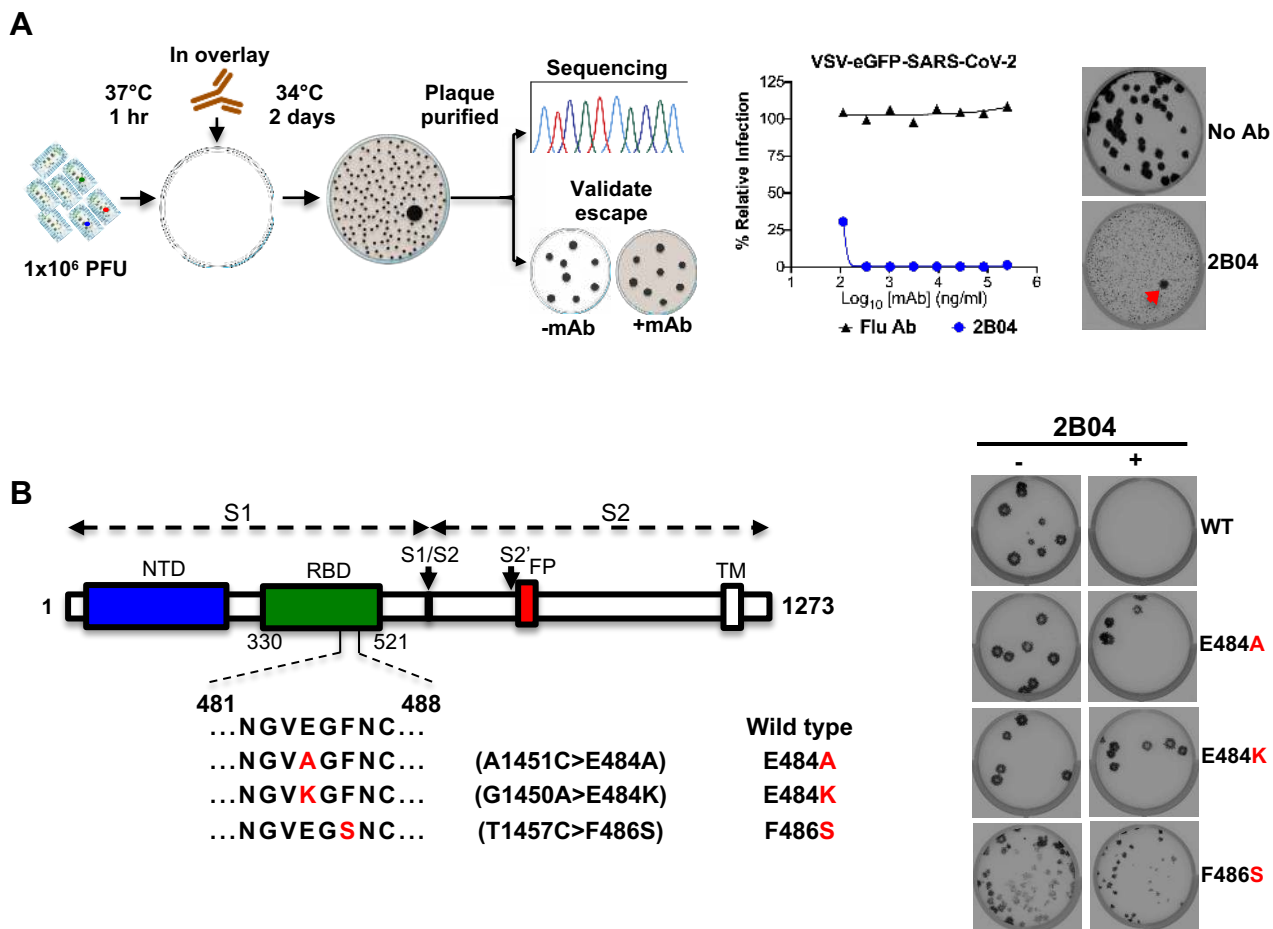 A
In overlay
37°C
1 hr
34°C
2 days
Plaque
purified
Sequencing
Validate
escape
1x10⁶ PFU
-mAb
+mAb
VSV-eGFP-SARS-CoV-2
% Relative Infection
125
100
75
50
25
0
1
2
3
4
5
6
Log₁₀ [mAb] (ng/ml)
Flu Ab
2B04
No Ab
2B04
B
S1
S2
S1/S2
S2’
FP
NTD
RBD
TM
1
1273
330
521
481
488
...NGVEGFNC...
Wild type
...NGVAGFNC...
(A1451C>E484A)
E484A
...NGVKGFNC...
(G1450A>E484K)
E484K
...NGVEGSNC...
(T1457C>F486S)
F486S
2B04
-
+
WT
E484A
E484K
F486S